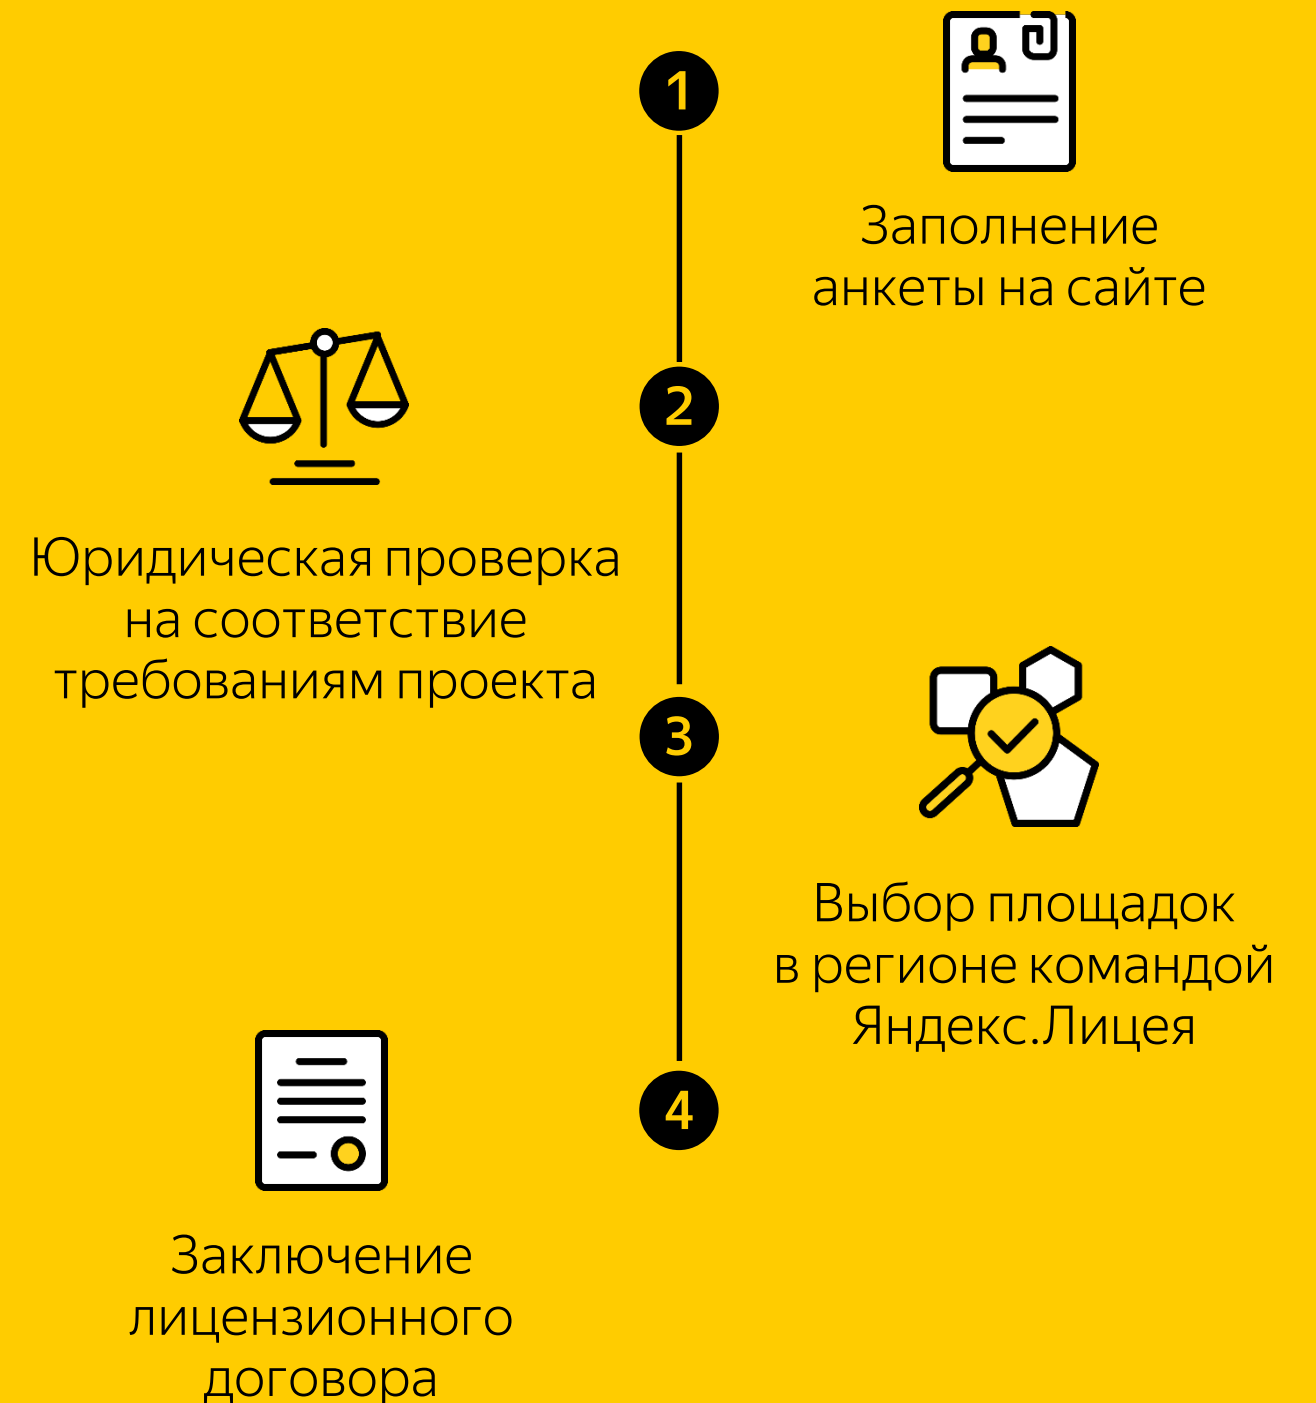 1
Заполнение
анкеты на сайте
2
Юридическая проверка
на соответствие
требованиям проекта
3
Выбор площадок
в регионе командой
Яндекс.Лицея
4
Заключение
лицензионного
договора